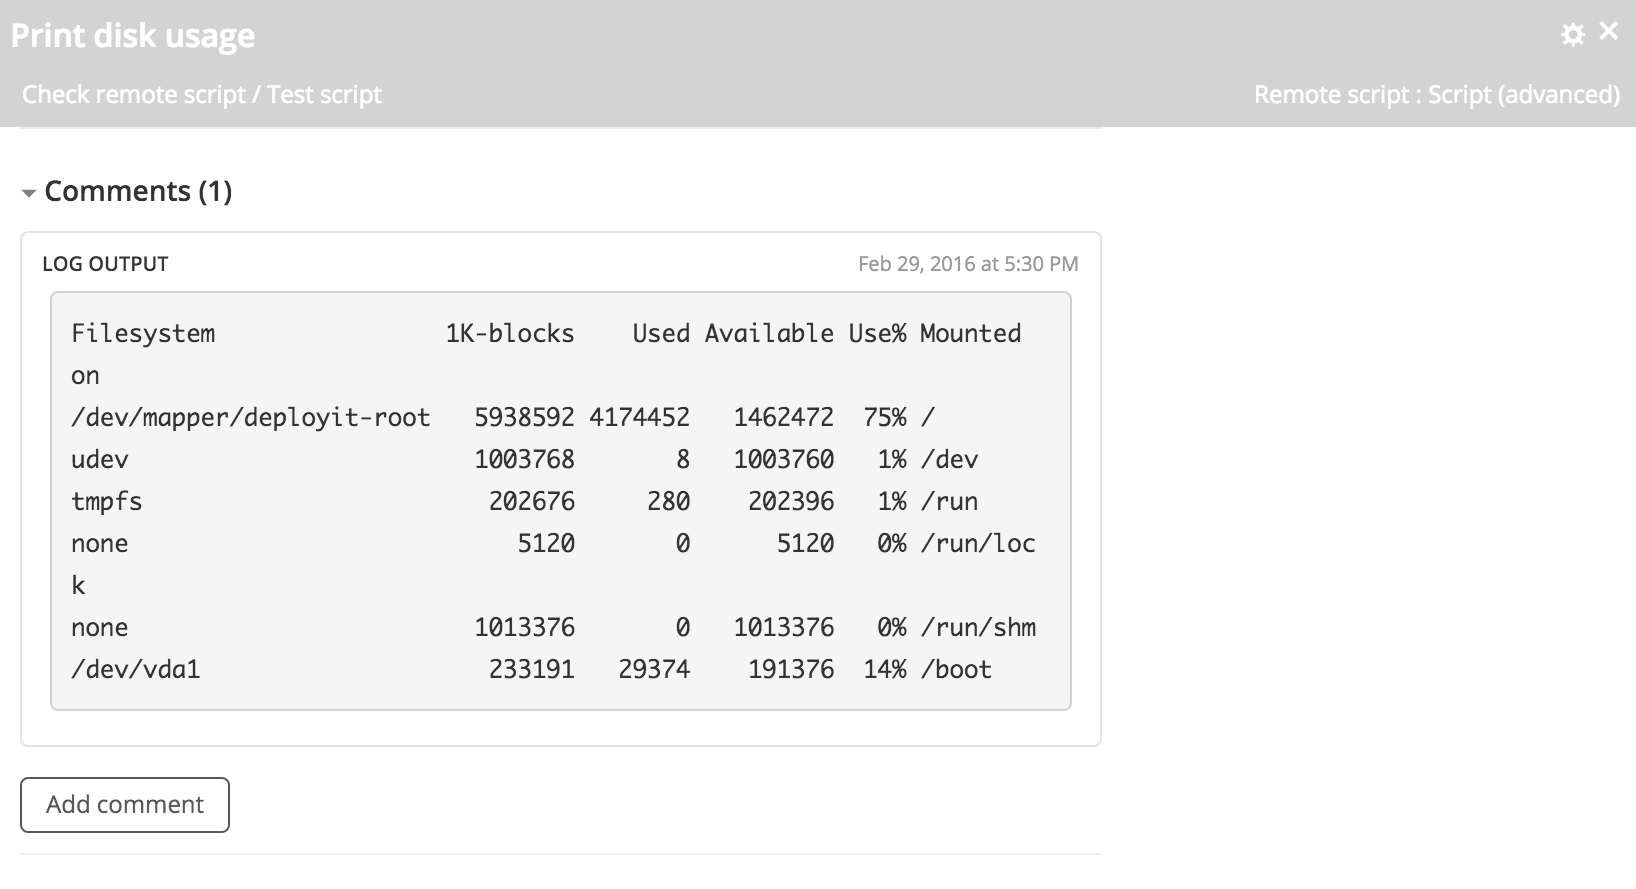 Print disk usage
Check remote script / Test script
Remote script : Script (advanced)
Comments (1)
LOG OUTPUT
Feb 29, 2016 at 5:30 PM
Filesystem                1K-blocks    Used Available Use% Mounted
on
/dev/mapper/deployit-root   5938592 4174452   1462472  75% /
udev                        1003768       8   1003760   1% /dev
tmpfs                        202676     280    202396   1% /run
none                           5120       0      5120   0% /run/loc
k
none                        1013376       0   1013376   0% /run/shm
/dev/vda1                    233191   29374    191376  14% /boot
Add comment